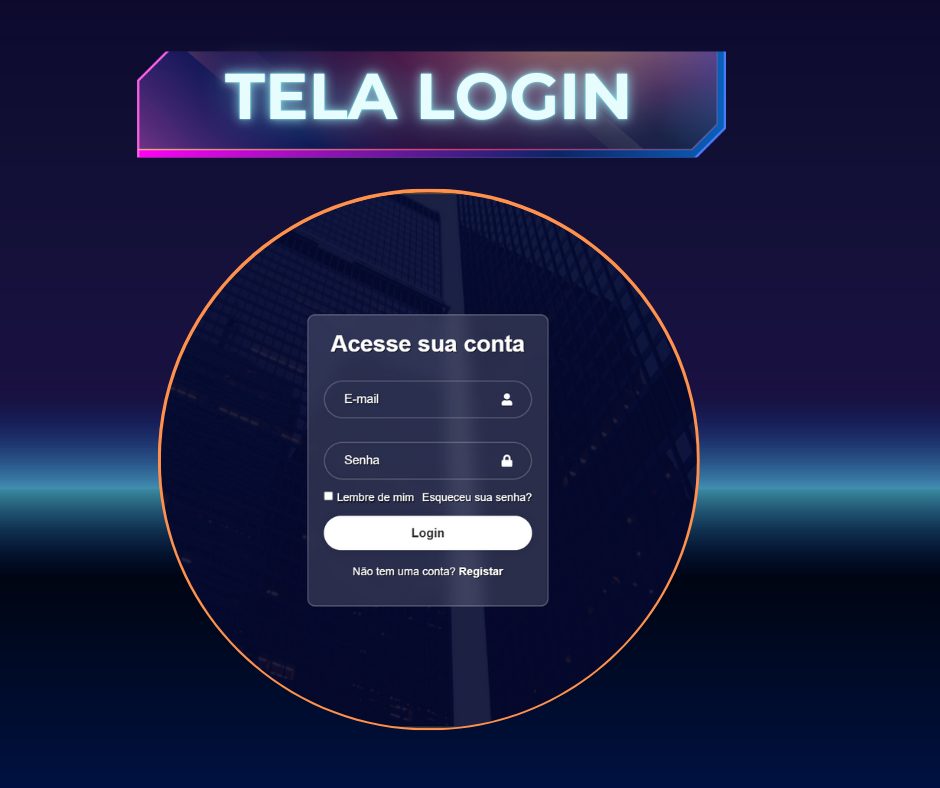 TELA LOGIN
Acesse sua conta
E-mail
Senha
Lembre de mim Esqueceu sua senha?
Login
Não tem uma conta? Registar